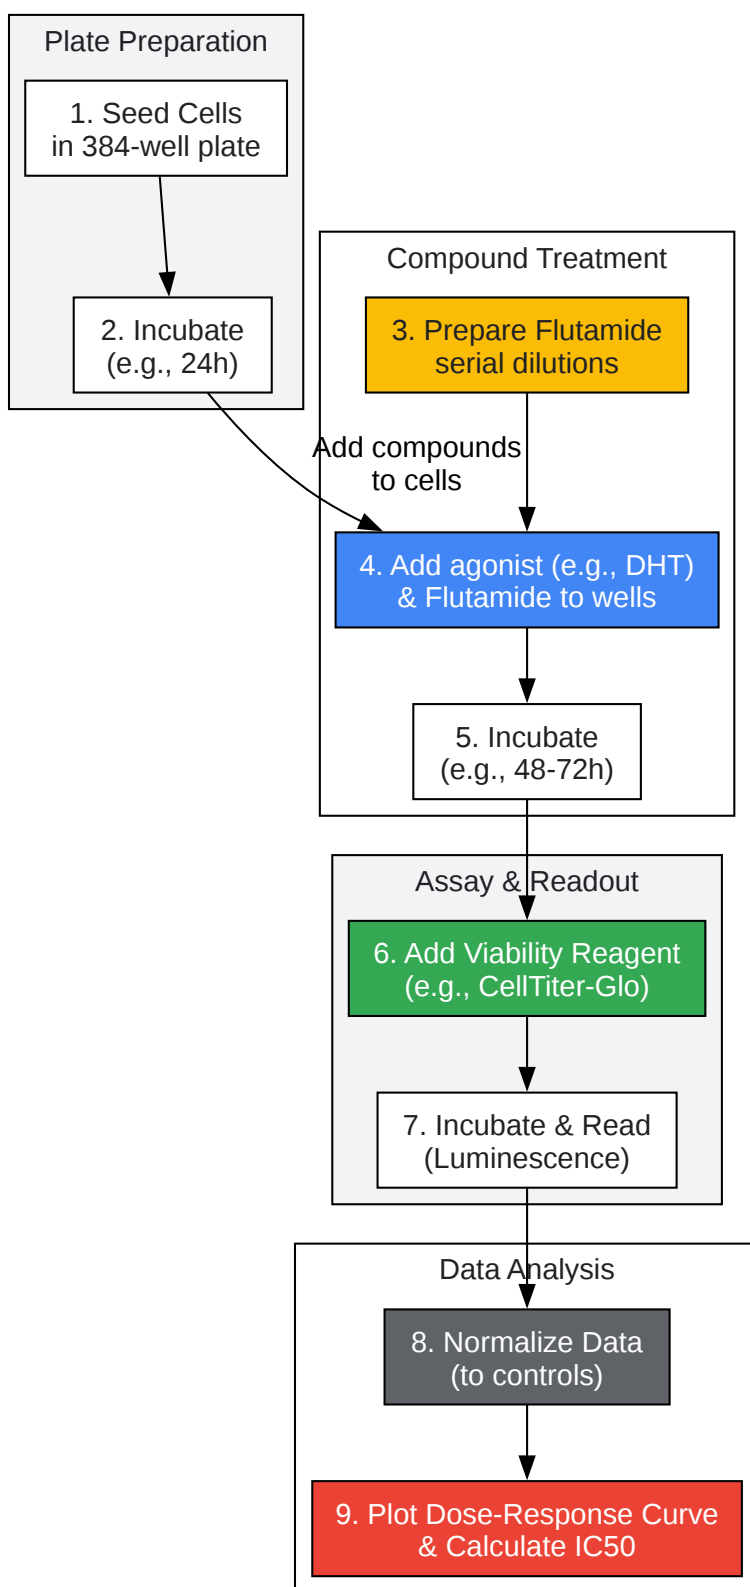 Plate Preparation
1. Seed Cells
in 384-well plate
2. Incubate
(e.g., 24h)
Compound Treatment
3. Prepare Flutamide
serial dilutions
Add compounds
to cells
4. Add agonist (e.g., DHT)
& Flutamide to wells
5. Incubate
(e.g., 48-72h)
Assay & Readout
6. Add Viability Reagent
(e.g., CellTiter-Glo)
7. Incubate & Read
(Luminescence)
Data Analysis
8. Normalize Data
(to controls)
9. Plot Dose-Response Curve
& Calculate IC50